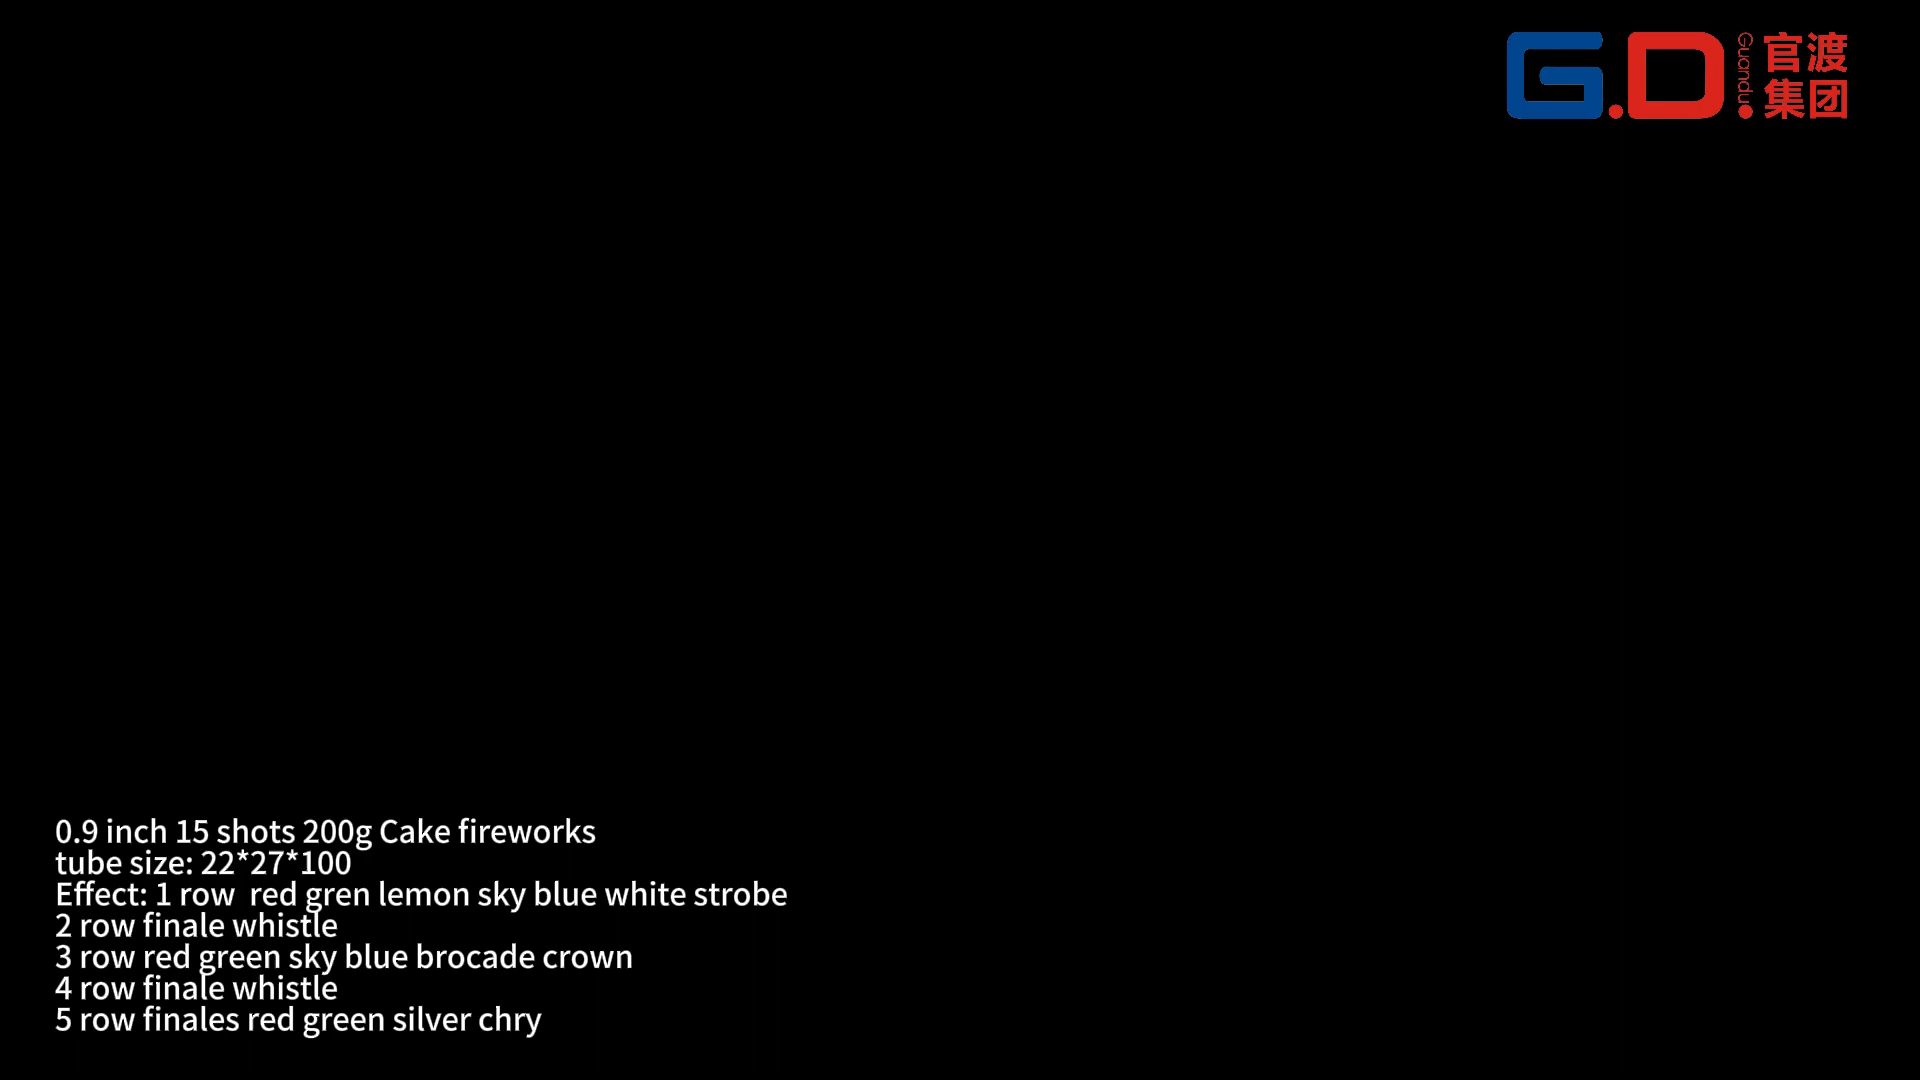 G.D
Guandu
官渡
集团
0.9 inch 15 shots 200g Cake fireworks
tube size: 22*27*100
Effect: 1 row  red gren lemon sky blue white strobe
2 row finale whistle
3 row red green sky blue brocade crown
4 row finale whistle
5 row finales red green silver chry